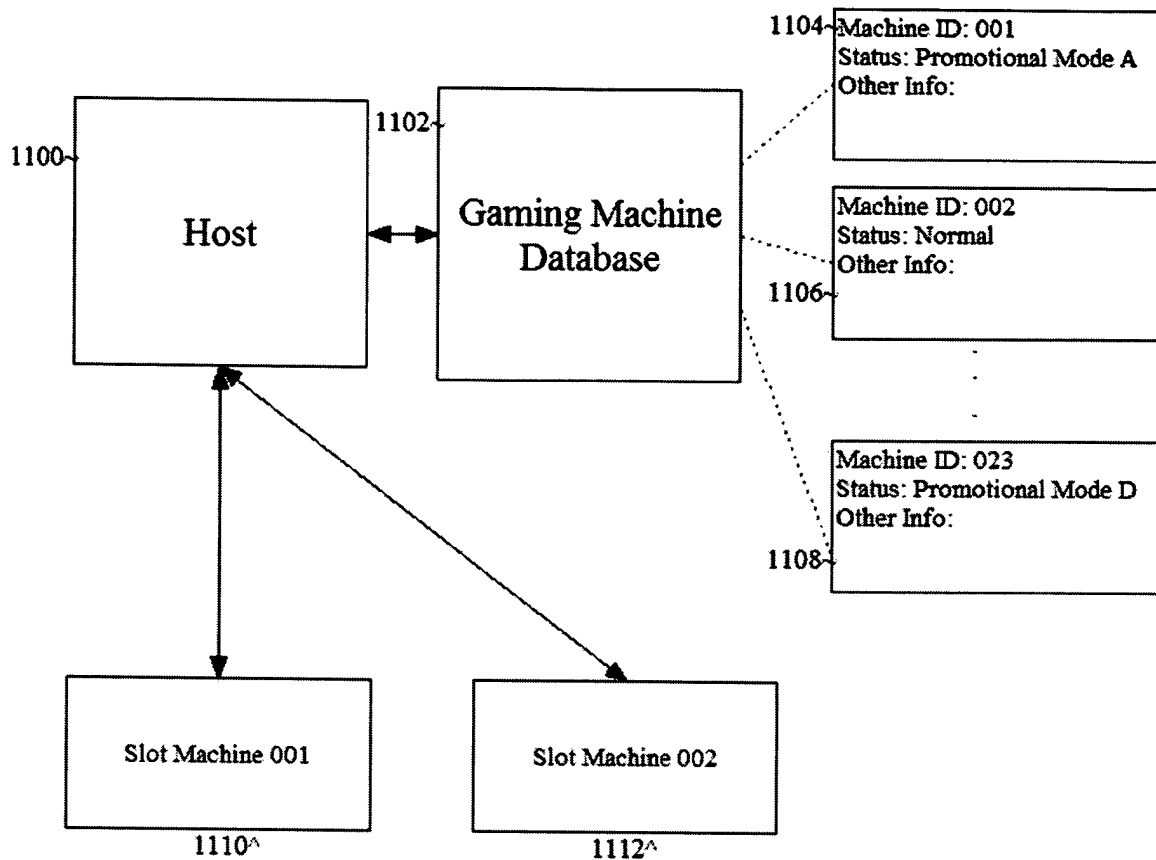 1104~
Machine ID: 001
Status: Promotional Mode A
Other Info:
1100~
1102~
Host
Gaming Machine
Database
Machine ID: 002
Status: Normal
Other Info:
1106~
Machine ID: 023
Status: Promotional Mode D
Other Info:
1108~
Slot Machine 001
Slot Machine 002
1110^
1112^